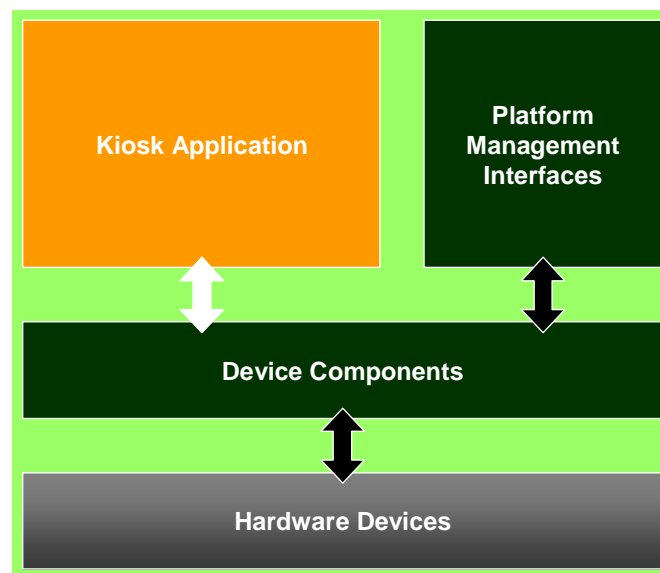 Kiosk Application
Platform
Management
Interfaces
Device Components
Hardware Devices